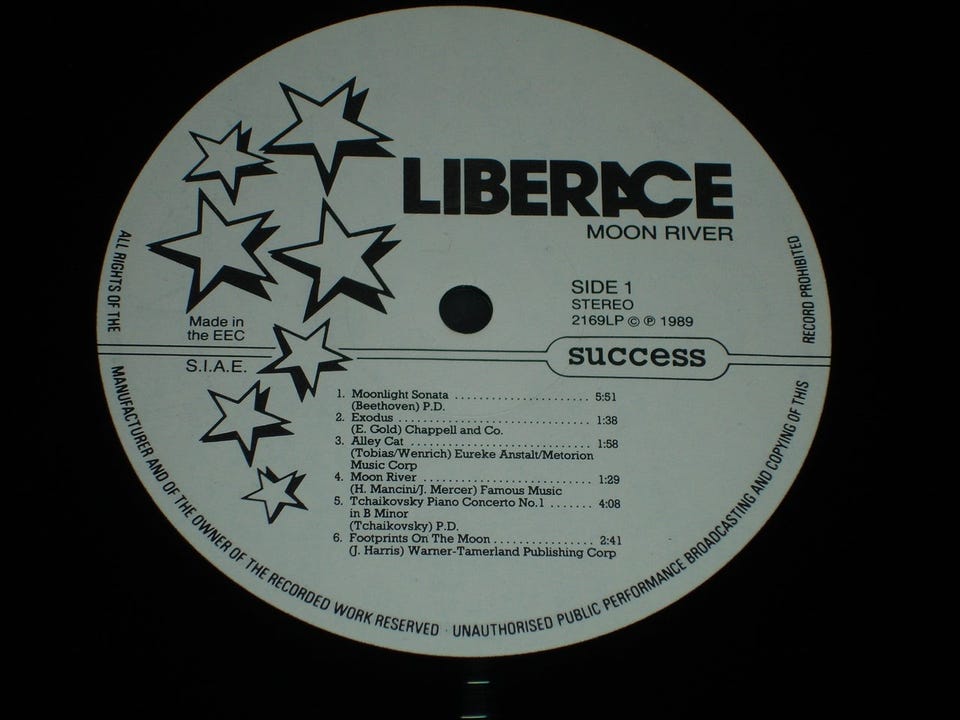 LIBERACE
MOON RIVER
SIDE 1
STEREO
2169LP © ℗ 1989
Made in
the EEC
success
S.I.A.E.
1. Moonlight Sonata ...................... 5:51
(Beethoven) P.D.
2. Exodus ................................ 1:38
(E. Gold) Chappell and Co.
3. Alley Cat .............................. 1:58
(Tobias/Wenrich) Eureke Anstalt/Metorion
Music Corp
4. Moon River ............................ 1:29
(H. Mancini/J. Mercer) Famous Music
5. Tchaikovsky Piano Concerto No.1 ....... 4:08
in B Minor
(Tchaikovsky) P.D.
6. Footprints On The Moon ................ 2:41
(J. Harris) Warner-Tamerland Publishing Corp
ALL RIGHTS OF THE MANUFACTURER AND OF THE OWNER OF THE RECORDED WORK RESERVED · UNAUTHORISED PUBLIC PERFORMANCE BROADCASTING AND COPYING OF THIS RECORD PROHIBITED